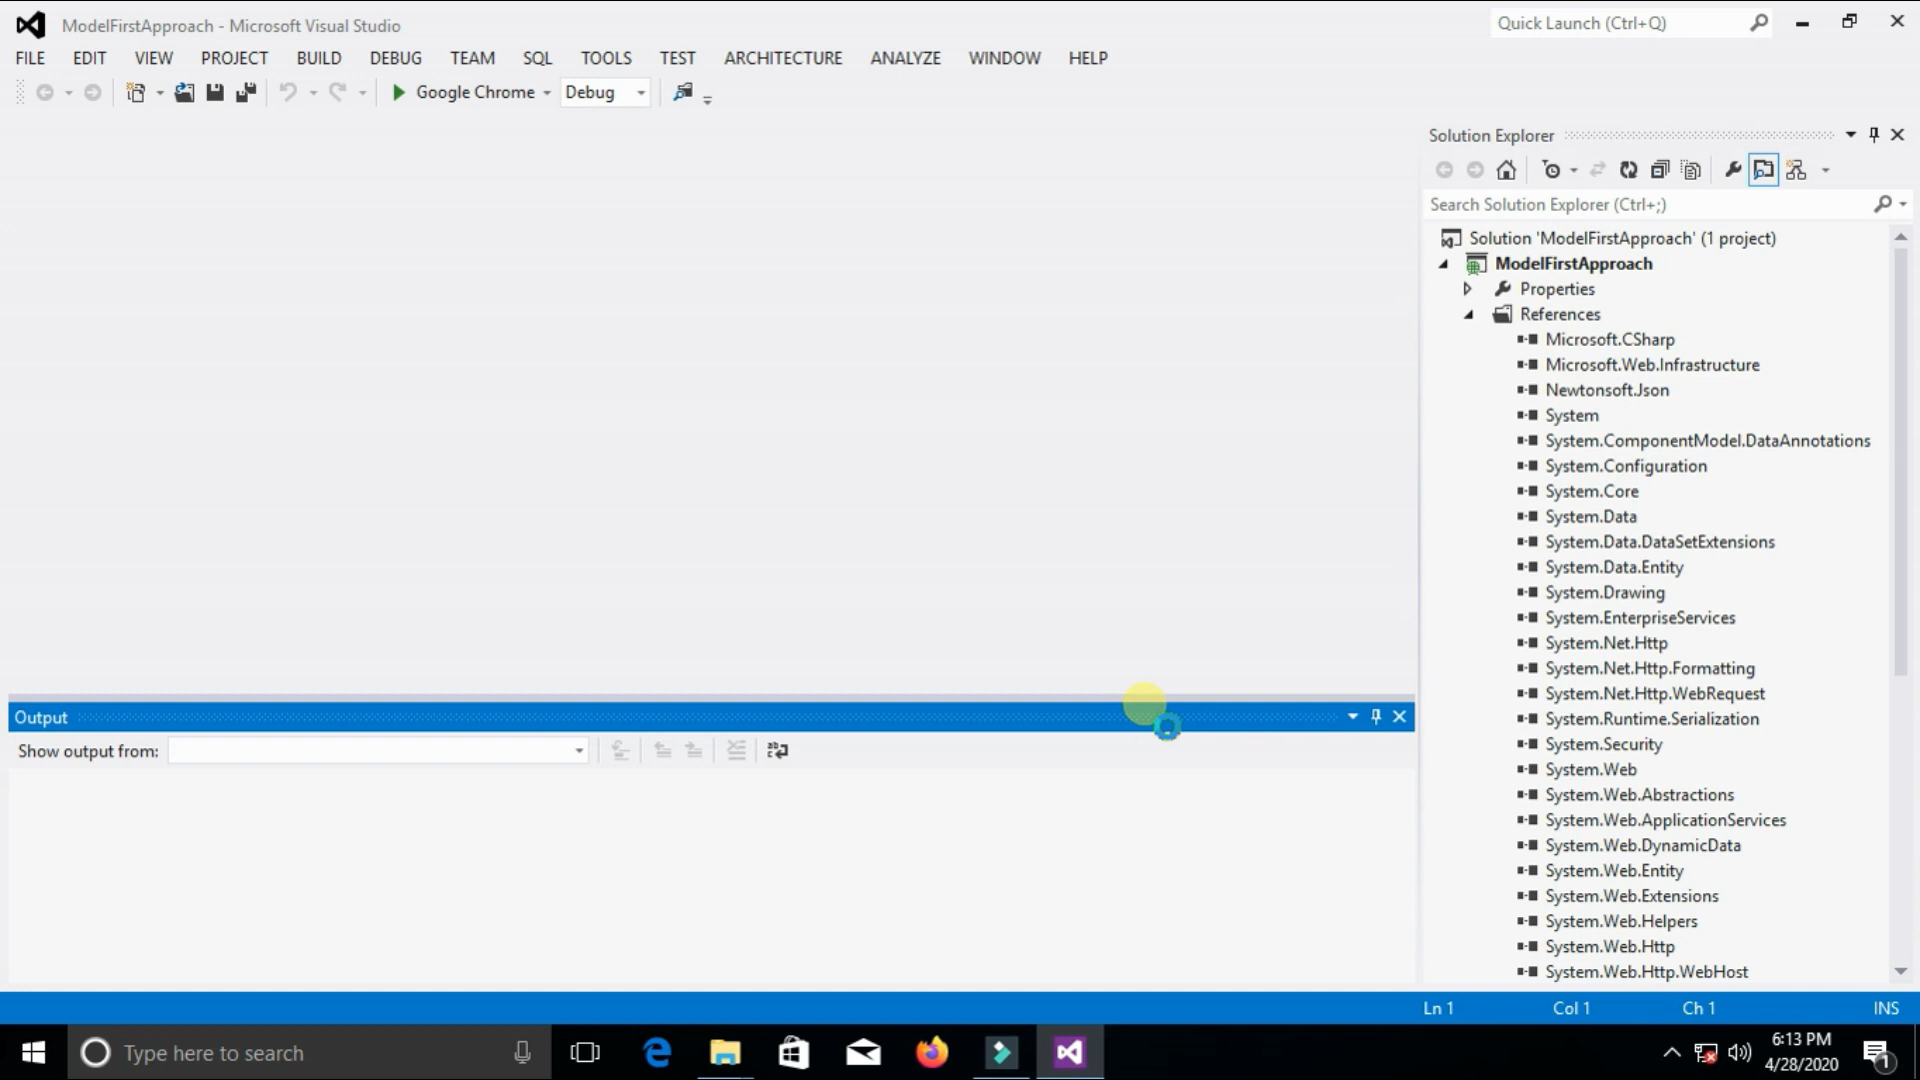 ModelFirstApproach - Microsoft Visual Studio
Quick Launch (Ctrl+Q)
FILE EDIT VIEW PROJECT BUILD DEBUG TEAM SQL TOOLS TEST ARCHITECTURE ANALYZE WINDOW HELP
Google Chrome Debug
Solution Explorer
Search Solution Explorer (Ctrl+;)
Solution 'ModelFirstApproach' (1 project)
ModelFirstApproach
Properties
References
Microsoft.CSharp
Microsoft.Web.Infrastructure
Newtonsoft.Json
System
System.ComponentModel.DataAnnotations
System.Configuration
System.Core
System.Data
System.Data.DataSetExtensions
System.Data.Entity
System.Drawing
System.EnterpriseServices
System.Net.Http
System.Net.Http.Formatting
System.Net.Http.WebRequest
System.Runtime.Serialization
System.Security
System.Web
System.Web.Abstractions
System.Web.ApplicationServices
System.Web.DynamicData
System.Web.Entity
System.Web.Extensions
System.Web.Helpers
System.Web.Http
System.Web.Http.WebHost
Output
Show output from:
Ln 1 Col 1 Ch 1 INS
Type here to search
6:13 PM
4/28/2020
1